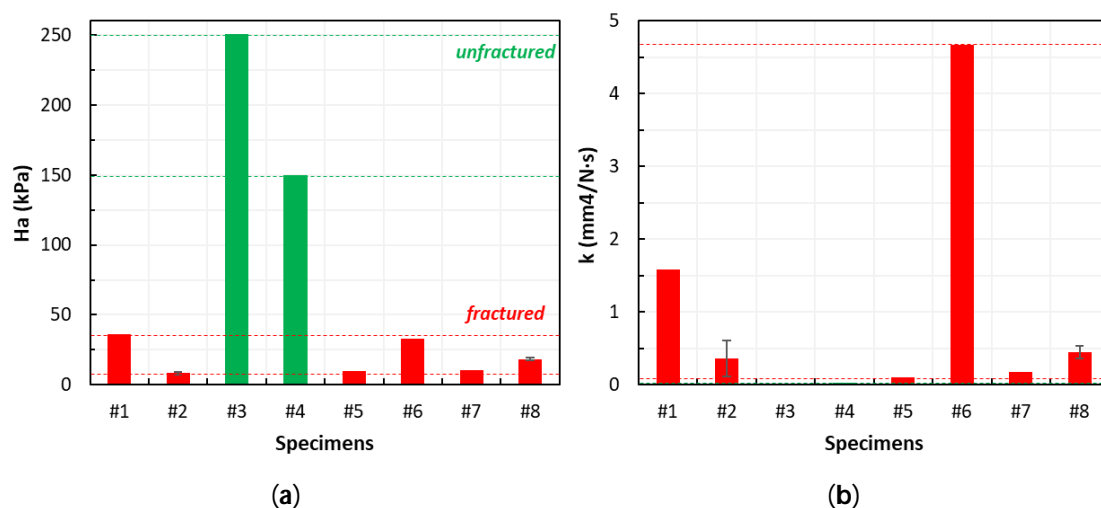 250
200
150
100
50
0
Ha (kPa)
unfractured
fractured
#1 #2 #3 #4 #5 #6 #7 #8
Specimens
(a)
5
4
3
2
1
0
k (mm4/N·s)
#1 #2 #3 #4 #5 #6 #7 #8
Specimens
(b)